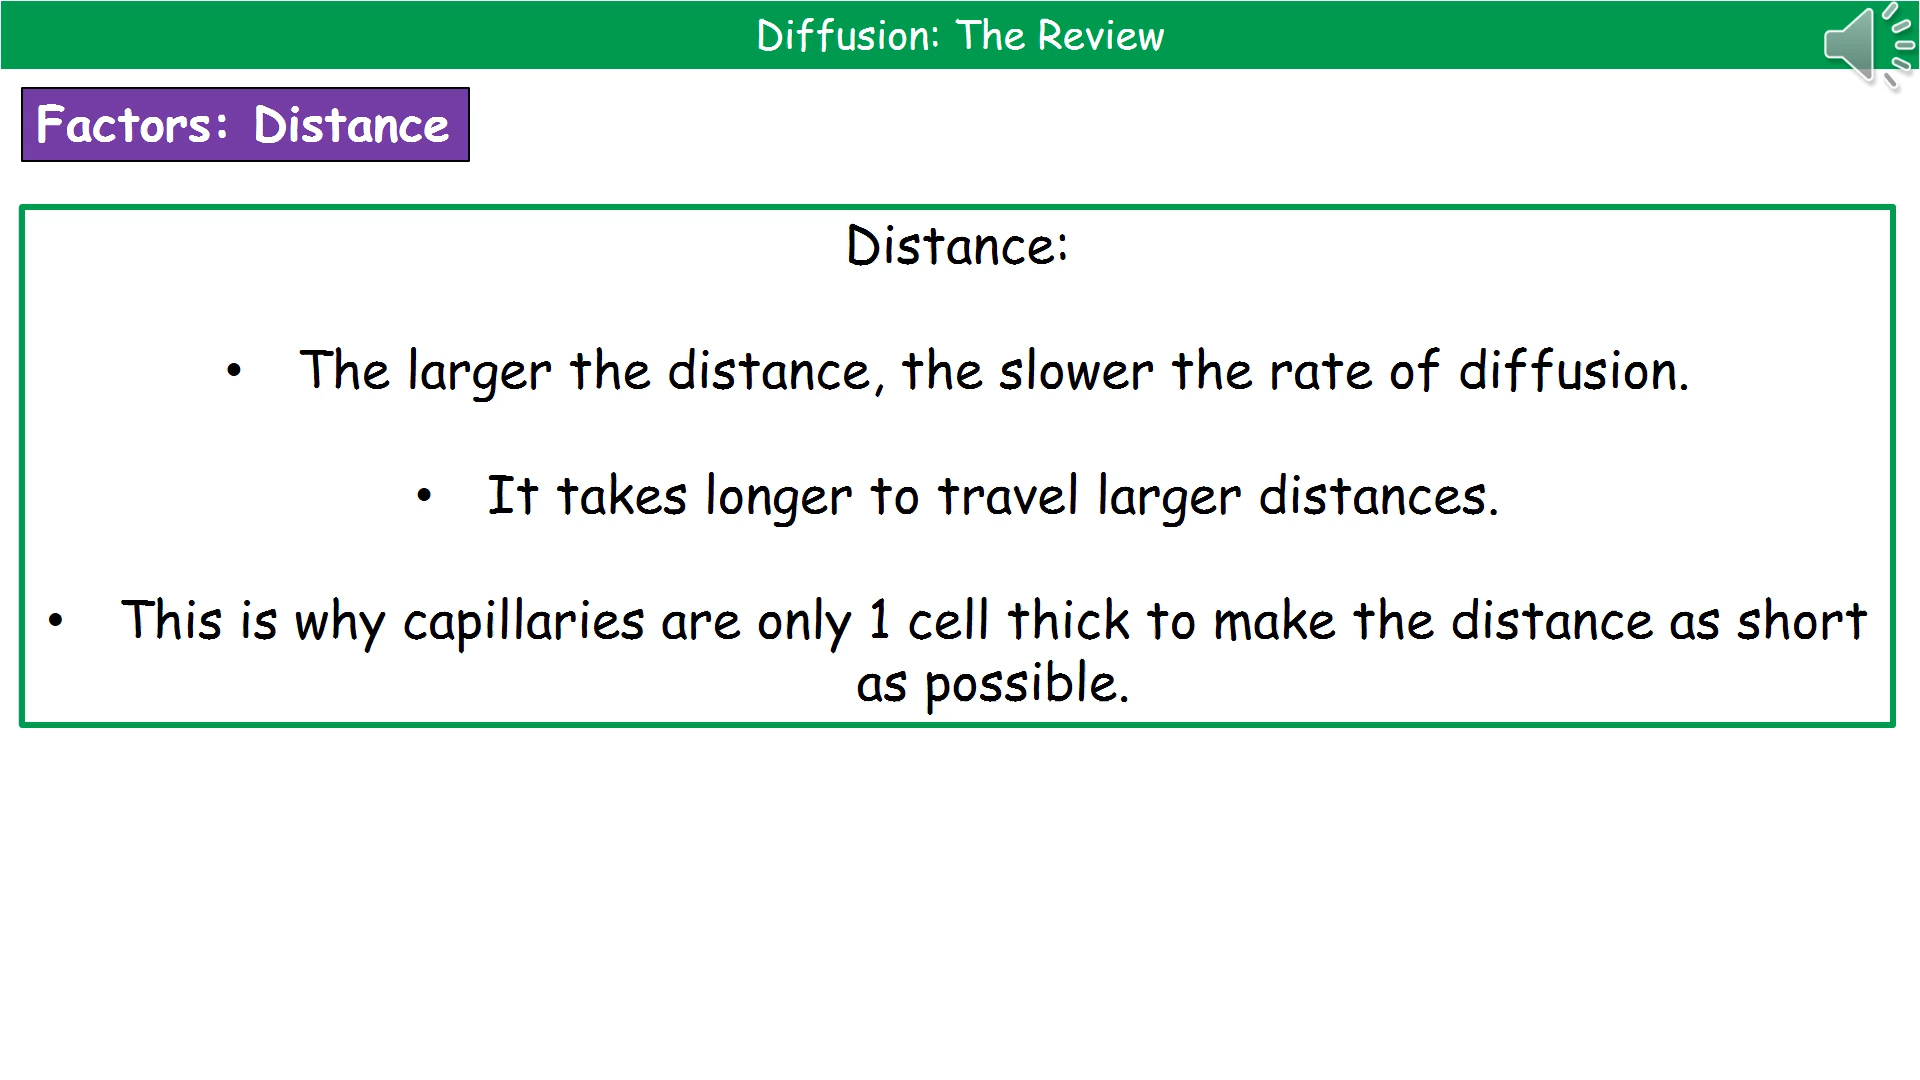 Diffusion: The Review
Factors: Distance
Distance:
• The larger the distance, the slower the rate of diffusion.
• It takes longer to travel larger distances.
• This is why capillaries are only 1 cell thick to make the distance as short
as possible.